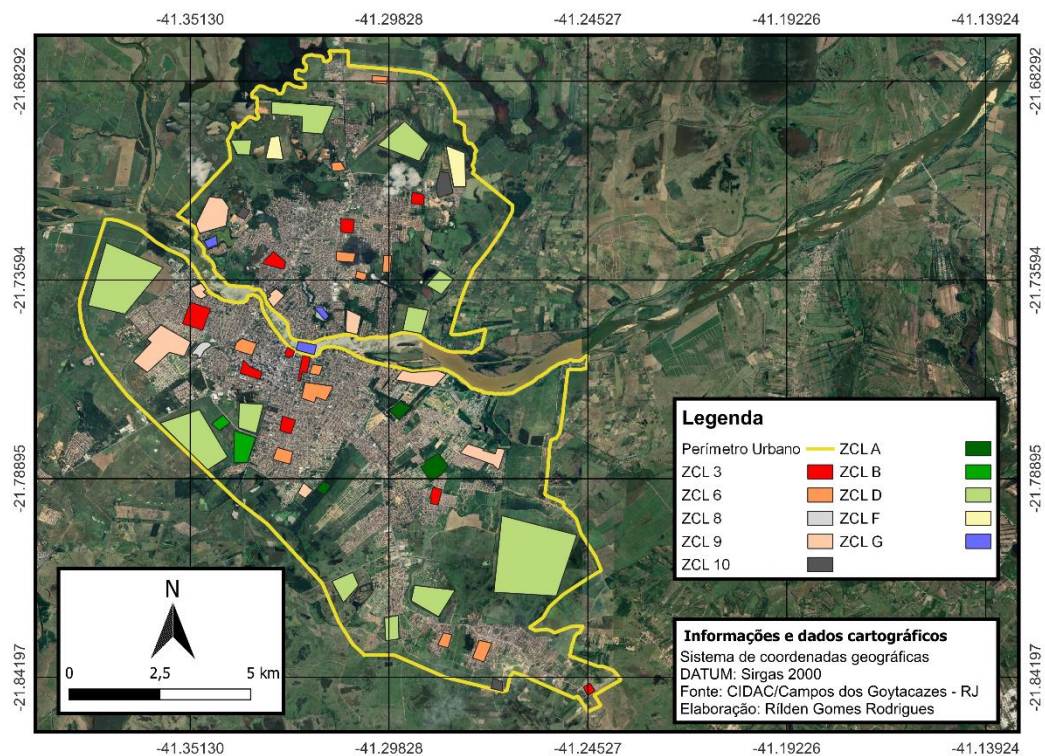 -41.35130 -41.29828 -41.24527 -41.19226 -41.13924
-21.68292
-21.73594
-21.78895
-21.84197
-21.68292
-21.73594
-21.78895
-21.84197
Legenda
Perímetro Urbano ZCL A
ZCL 3 ZCL B
ZCL 6 ZCL D
ZCL 8 ZCL F
ZCL 9 ZCL G
ZCL 10
N
0 2,5 5 km
Informações e dados cartográficos
Sistema de coordenadas geográficas
DATUM: Sirgas 2000
Fonte: CIDAC/Campos dos Goytacazes - RJ
Elaboração: Rílden Gomes Rodrigues
-41.35130 -41.29828 -41.24527 -41.19226 -41.13924